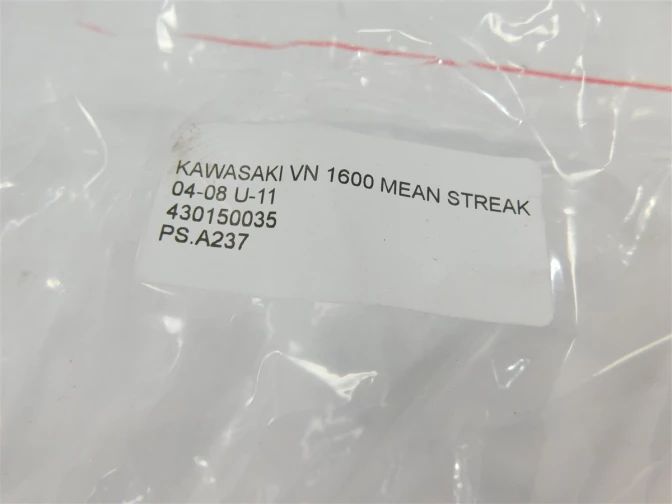 KAWASAKI VN 1600 MEAN STREAK
04-08 U-11
430150035
PS.A237